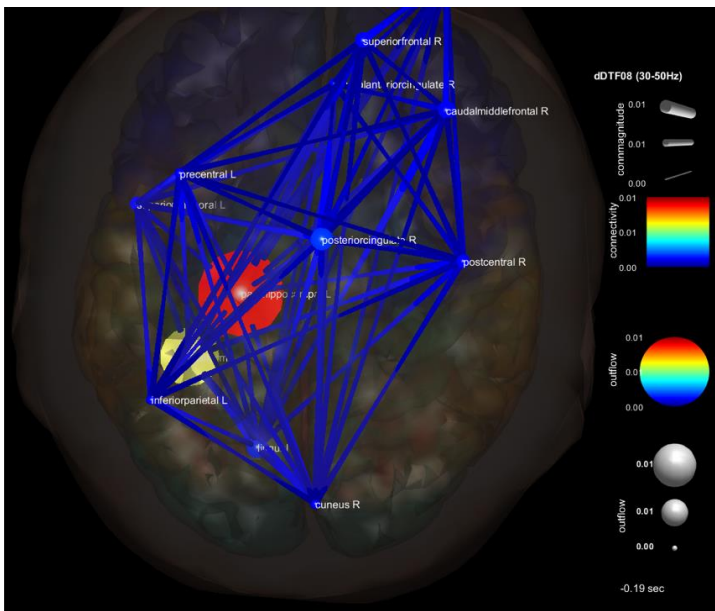 superiorfrontal R
caudalmiddlefrontal R
precentral L
posteriorcingulate R
postcentral R
inferiorparietal L
cuneus R
dDTF08 (30-50Hz)
connmagnitude
0.01
0.01
0.00
connectivity
0.01
0.01
0.00
outflow
0.01
0.01
0.00
outflow
0.01
0.01
0.00
-0.19 sec